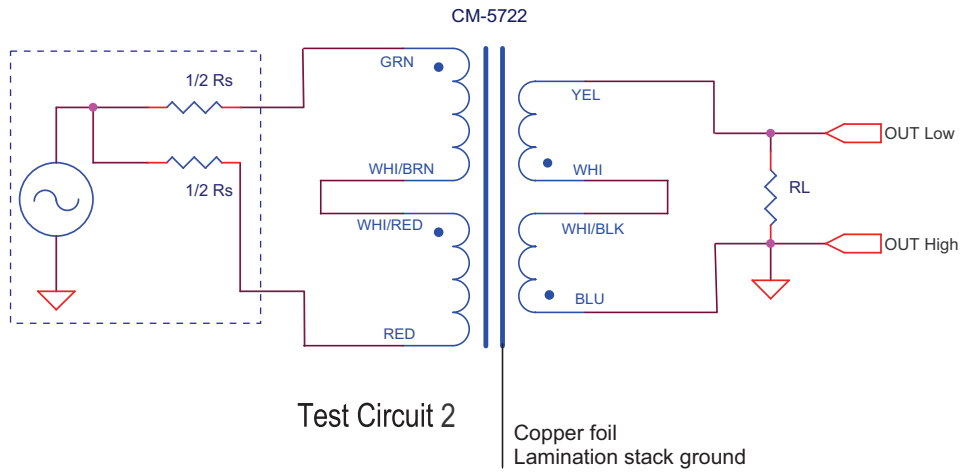 CM-5722
1/2 Rs
GRN
YEL
OUT Low
WHI/BRN
WHI
1/2 Rs
RL
WHI/RED
WHI/BLK
OUT High
BLU
RED
Test Circuit 2
Copper foil
Lamination stack ground